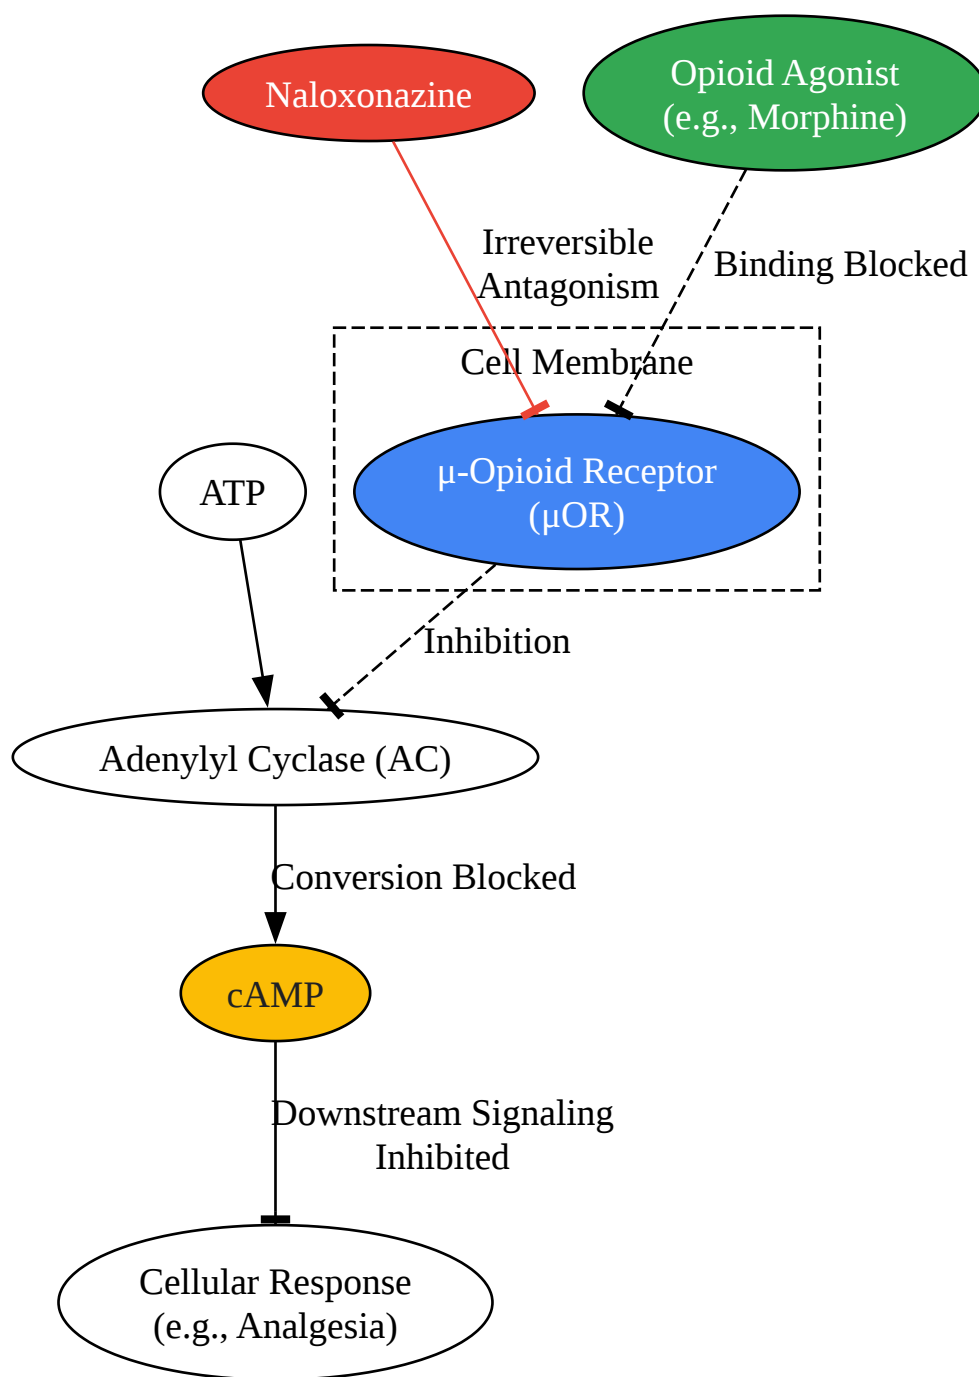 Naloxonazine
Opioid Agonist
(e.g., Morphine)
Irreversible
Antagonism
Binding Blocked
Cell Membrane
μ-Opioid Receptor
(μOR)
ATP
Inhibition
Adenylyl Cyclase (AC)
Conversion Blocked
cAMP
Downstream Signaling
Inhibited
Cellular Response
(e.g., Analgesia)